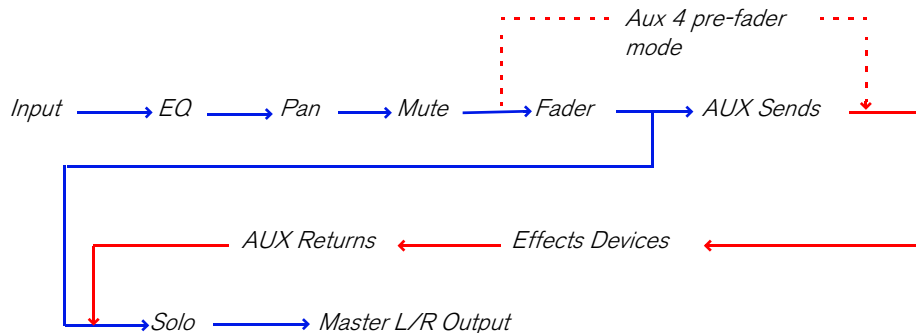 Aux 4 pre-fader
mode
Input EQ Pan Mute Fader AUX Sends
AUX Returns Effects Devices
Solo Master L/R Output